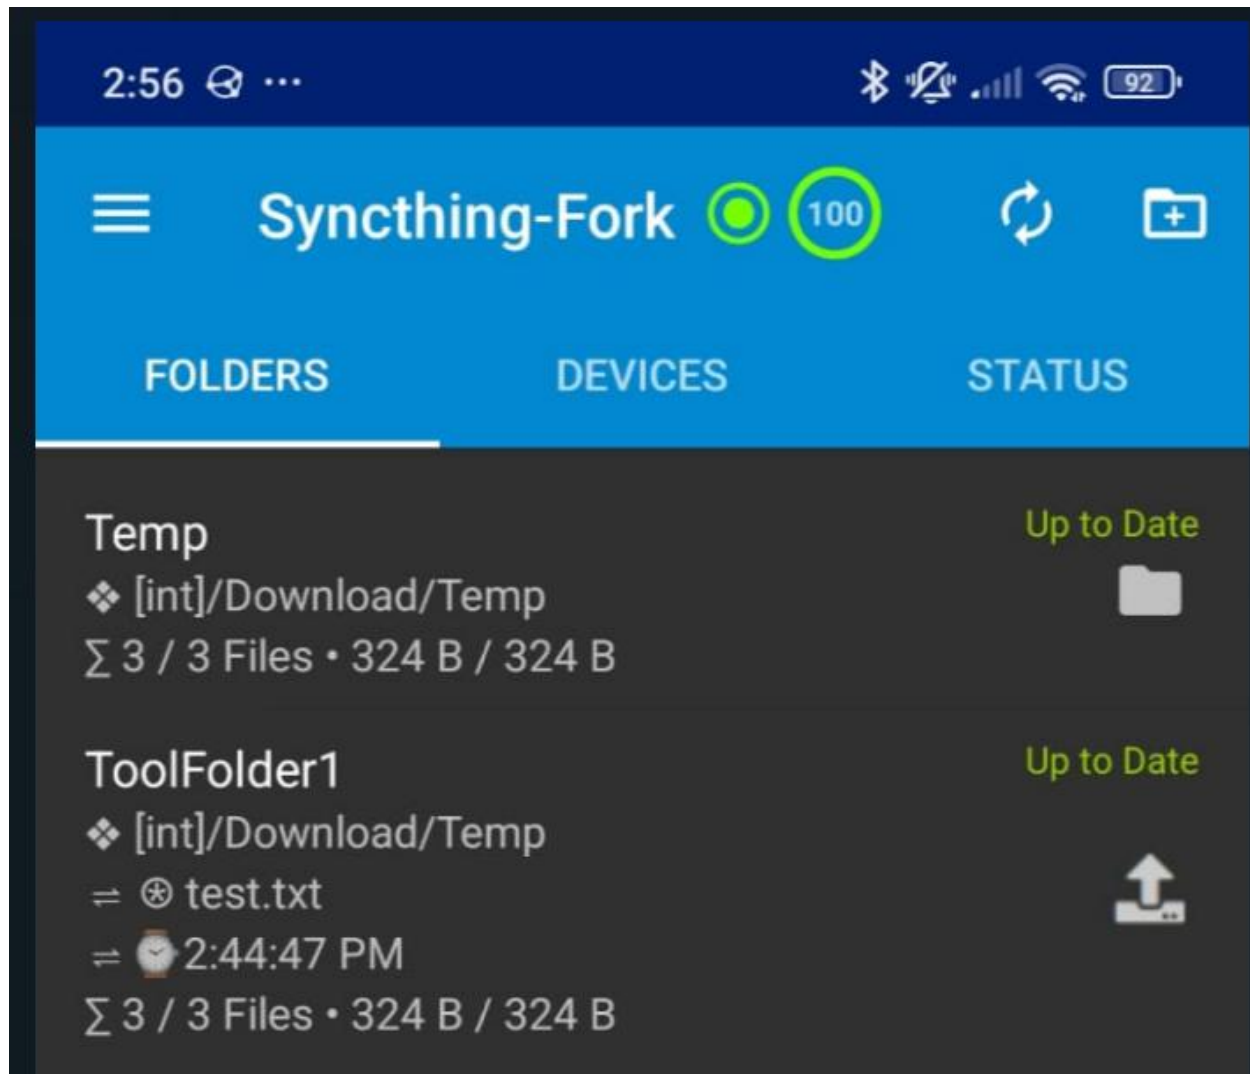 2:56 ...
92
Syncthing-Fork 100
FOLDERS DEVICES STATUS
Temp Up to Date
❖ [int]/Download/Temp
∑ 3 / 3 Files • 324 B / 324 B
ToolFolder1 Up to Date
❖ [int]/Download/Temp
⇌ ⊛ test.txt
⇌ ⌚2:44:47 PM
∑ 3 / 3 Files • 324 B / 324 B